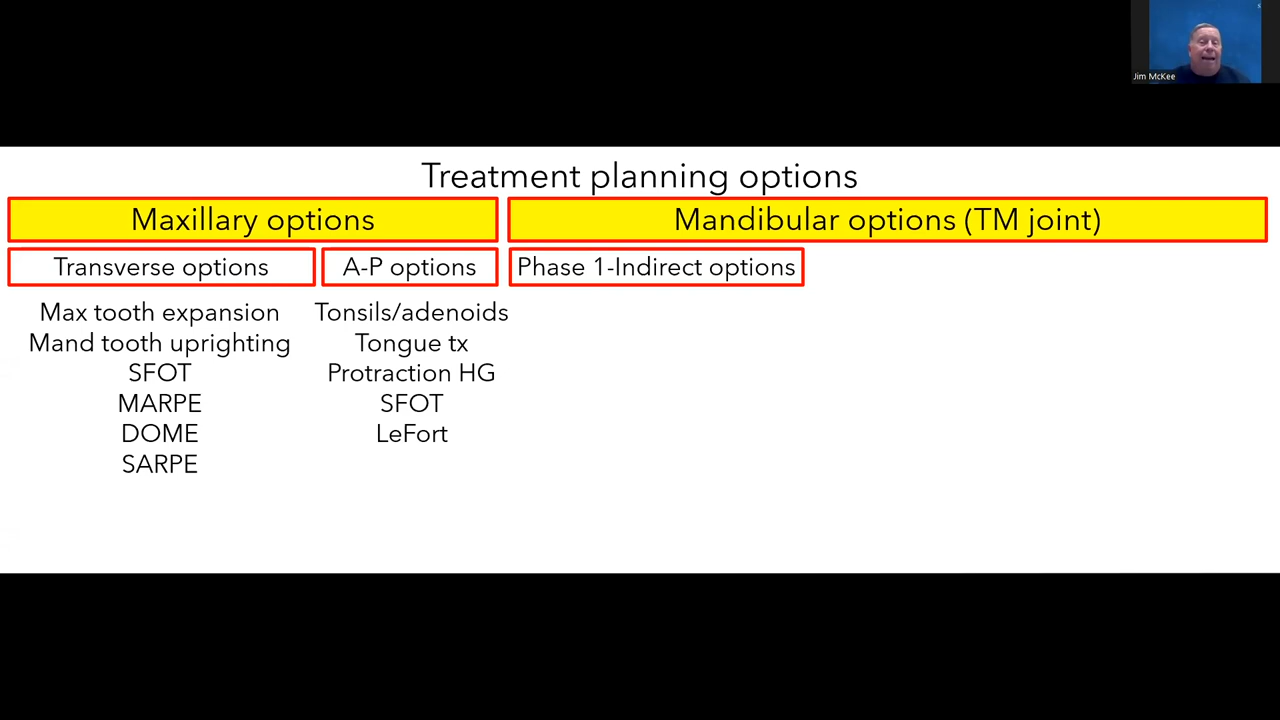 Jim McKee
Treatment planning options
Maxillary options
Mandibular options (TM joint)
Transverse options
A-P options
Phase 1-Indirect options
Max tooth expansion
Mand tooth uprighting
SFOT
MARPE
DOME
SARPE
Tonsils/adenoids
Tongue tx
Protraction HG
SFOT
LeFort